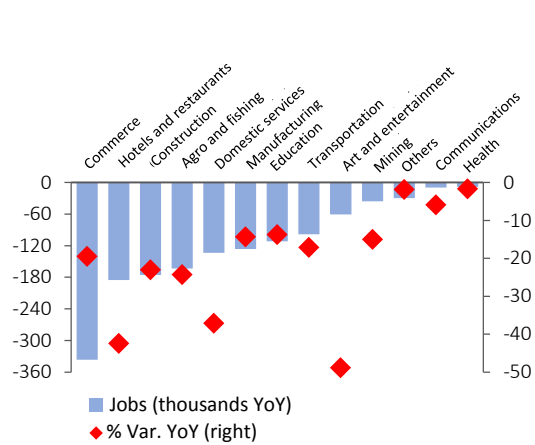 Commerce
Hotels and restaurants
Construction
Agro and fishing
Domestic services
Manufacturing
Education
Transportation
Art and entertainment
Mining
Others
Communications
Health
0
-60
-120
-180
-240
-300
-360
0
-10
-20
-30
-40
-50
Jobs (thousands YoY)
% Var. YoY (right)